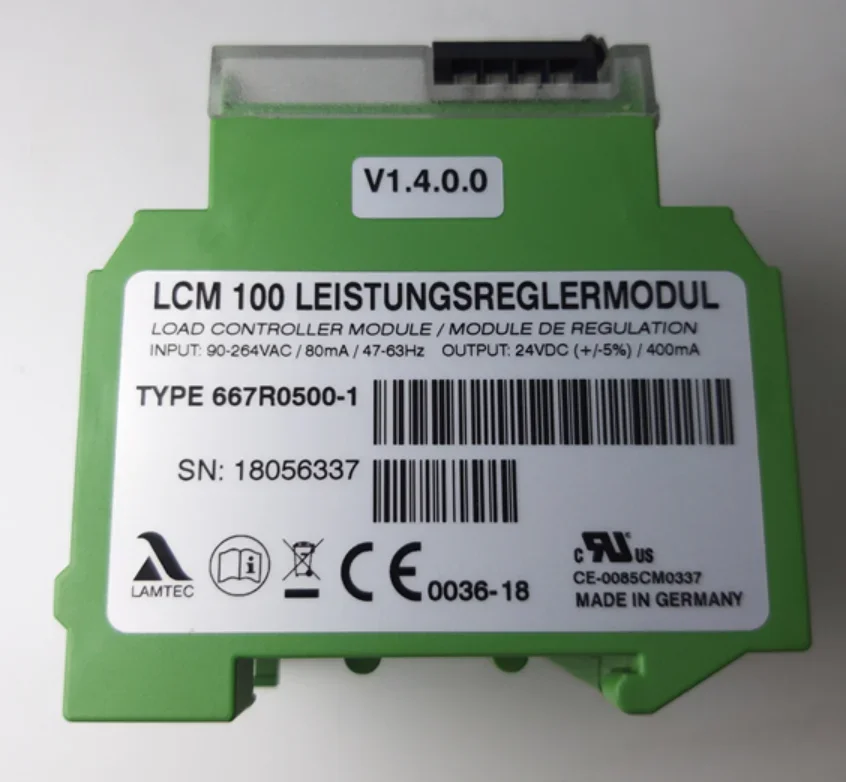 V1.4.0.0
LCM 100 LEISTUNGSREGLERMODUL
LOAD CONTROLLER MODULE / MODULE DE REGULATION
INPUT: 90-264VAC / 80mA / 47-63Hz OUTPUT: 24VDC (+/-5%) / 400mA
TYPE 667R0500-1
SN: 18056337
LAMTEC
i
CE 0036-18
c RU US
CE-0085CM0337
MADE IN GERMANY